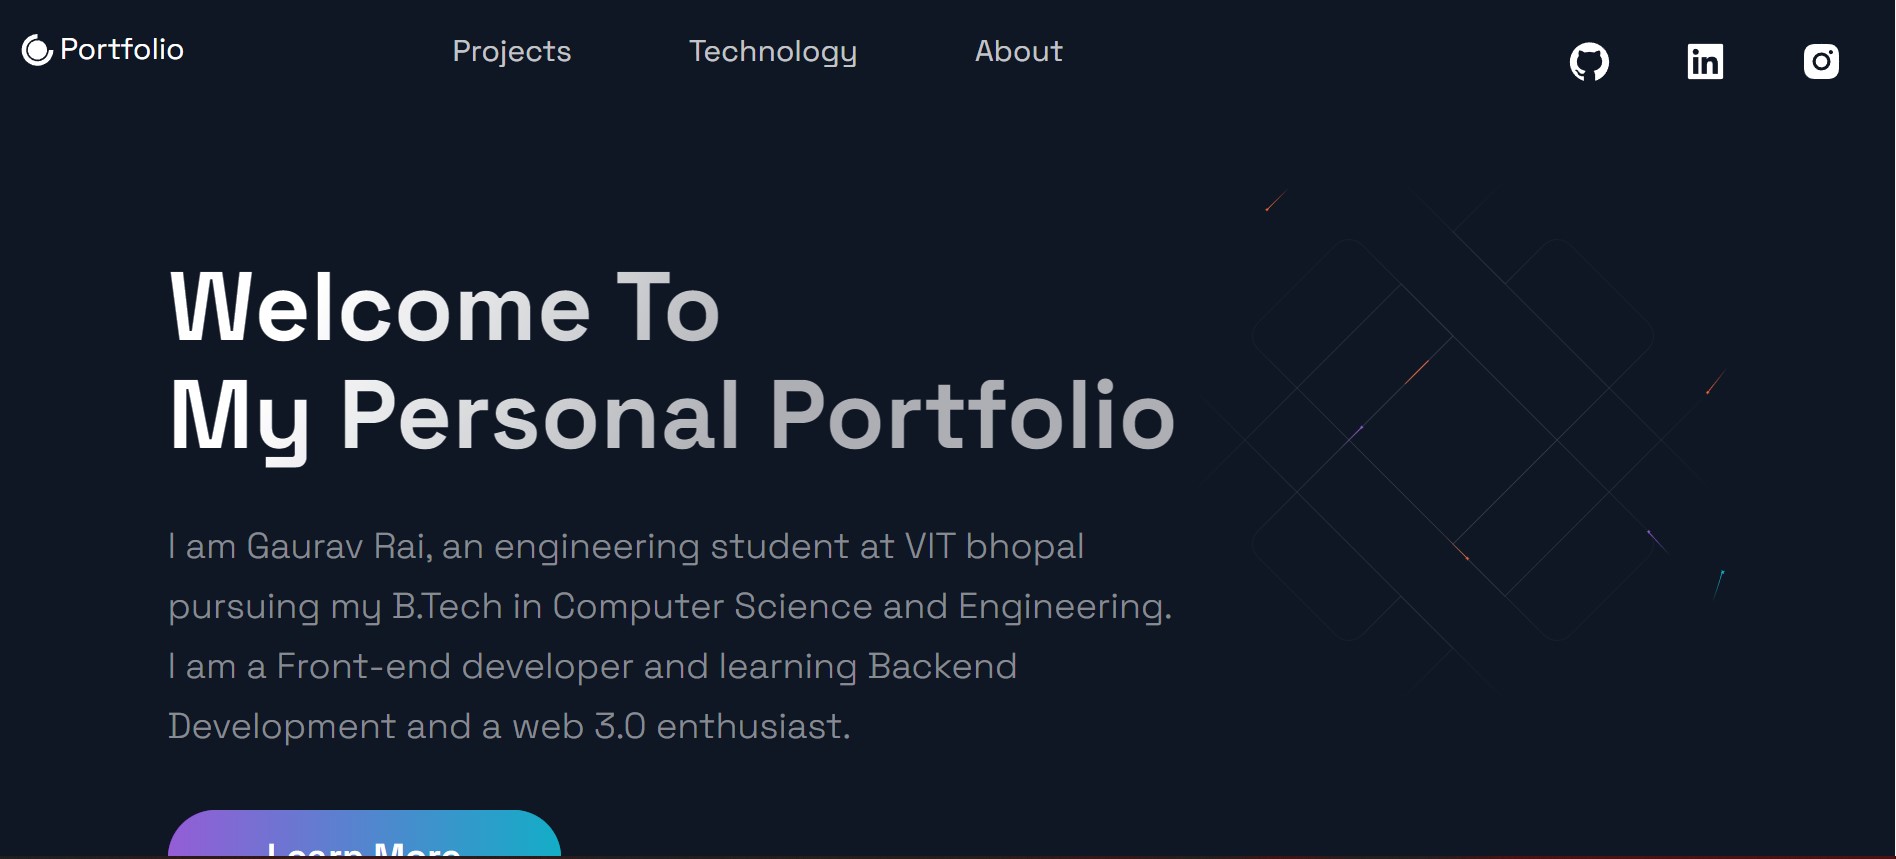 Portfolio
Projects
Technology
About
Welcome To
My Personal Portfolio
I am Gaurav Rai, an engineering student at VIT bhopal
pursuing my B.Tech in Computer Science and Engineering.
I am a Front-end developer and learning Backend
Development and a web 3.0 enthusiast.
Learn More